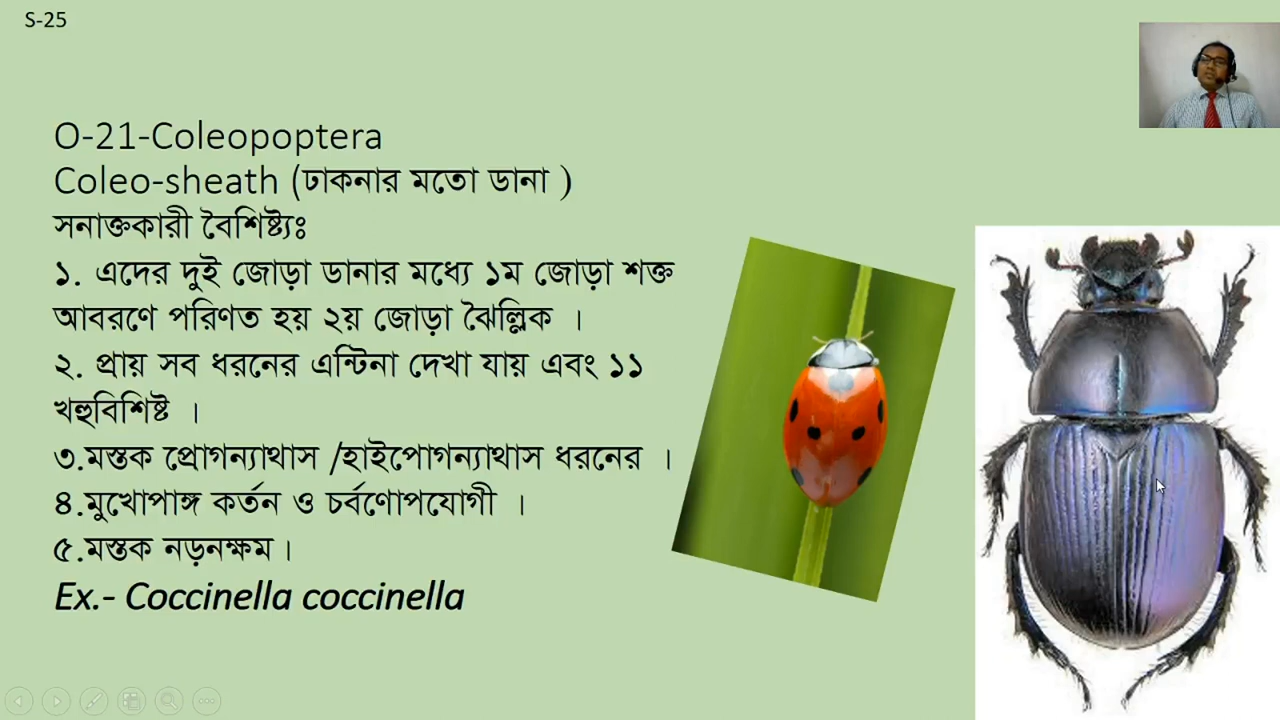 S-25
O-21-Coleopoptera
Coleo-sheath (ঢাকনার মতো ডানা )
সনাক্তকারী বৈশিষ্ট্যঃ
১. এদের দুই জোড়া ডানার মধ্যে ১ম জোড়া শক্ত
আবরণে পরিণত হয় ২য় জোড়া ঝৈল্লিক ।
২. প্রায় সব ধরনের এন্টিনা দেখা যায় এবং ১১
খহুবিশিষ্ট ।
৩.মস্তক প্রোগন্যাথাস /হাইপোগন্যাথাস ধরনের ।
৪.মুখোপাঙ্গ কর্তন ও চর্বণোপযোগী ।
৫.মস্তক নড়নক্ষম।
Ex.- Coccinella coccinella